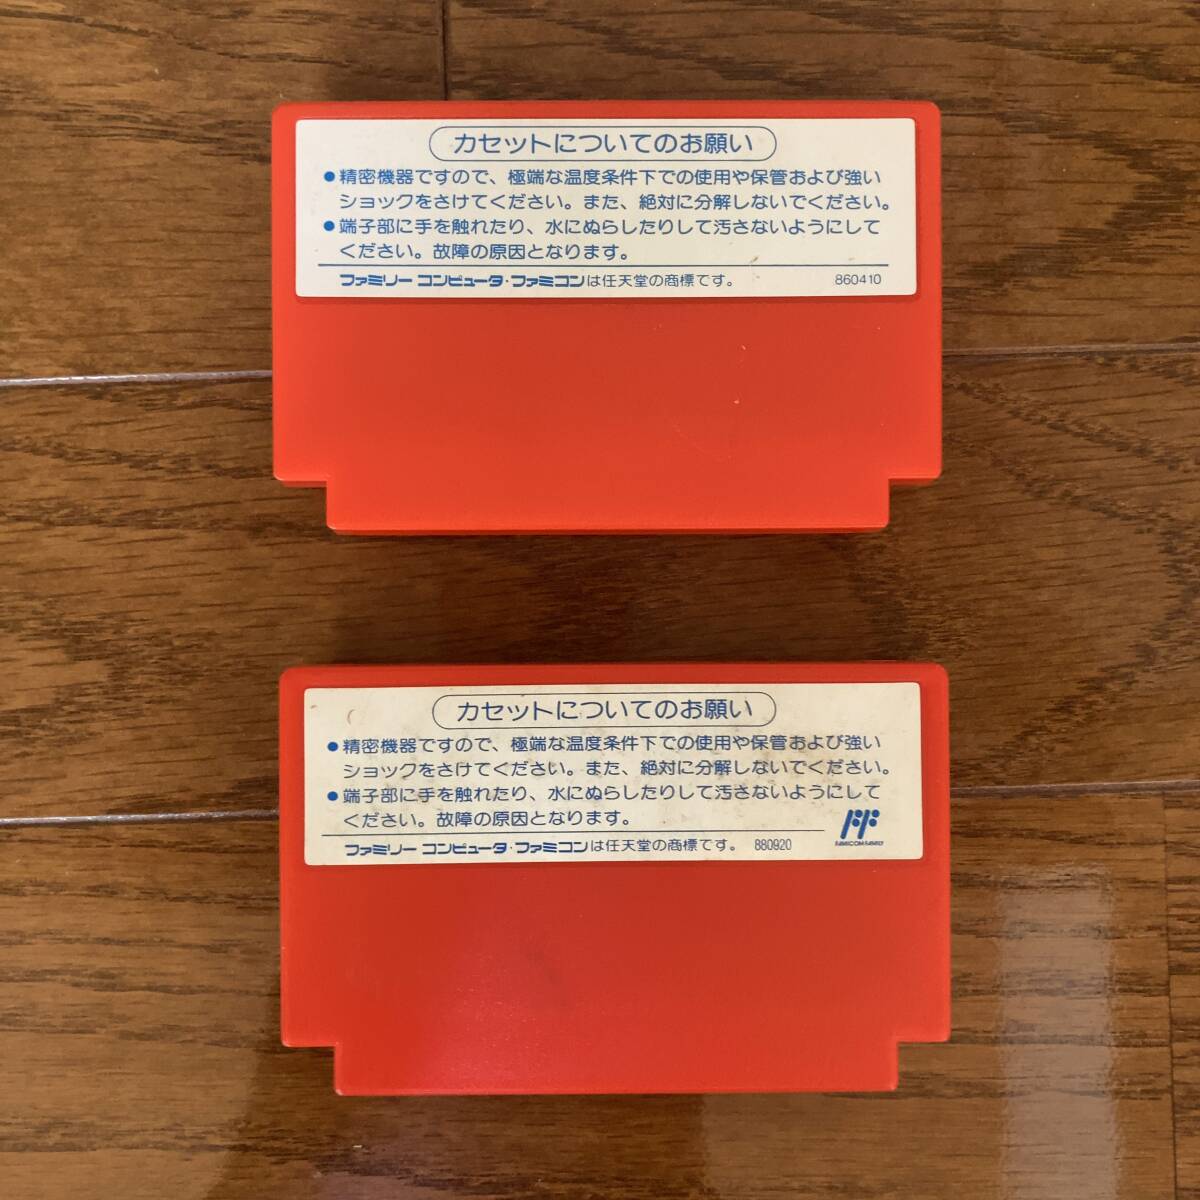 カセットについてのお願い
●精密機器ですので、極端な温度条件下での使用や保管および強い
ショックをさけてください。また、絶対に分解しないでください。
●端子部に手を触れたり、水にぬらしたりして汚さないようにして
ください。故障の原因となります。
ファミリー コンピュータ・ファミコンは任天堂の商標です。 860410
カセットについてのお願い
●精密機器ですので、極端な温度条件下での使用や保管および強い
ショックをさけてください。また、絶対に分解しないでください。
●端子部に手を触れたり、水にぬらしたりして汚さないようにして
ください。故障の原因となります。
ファミリー コンピュータ・ファミコンは任天堂の商標です。 880920
FAMICOM FAMILY